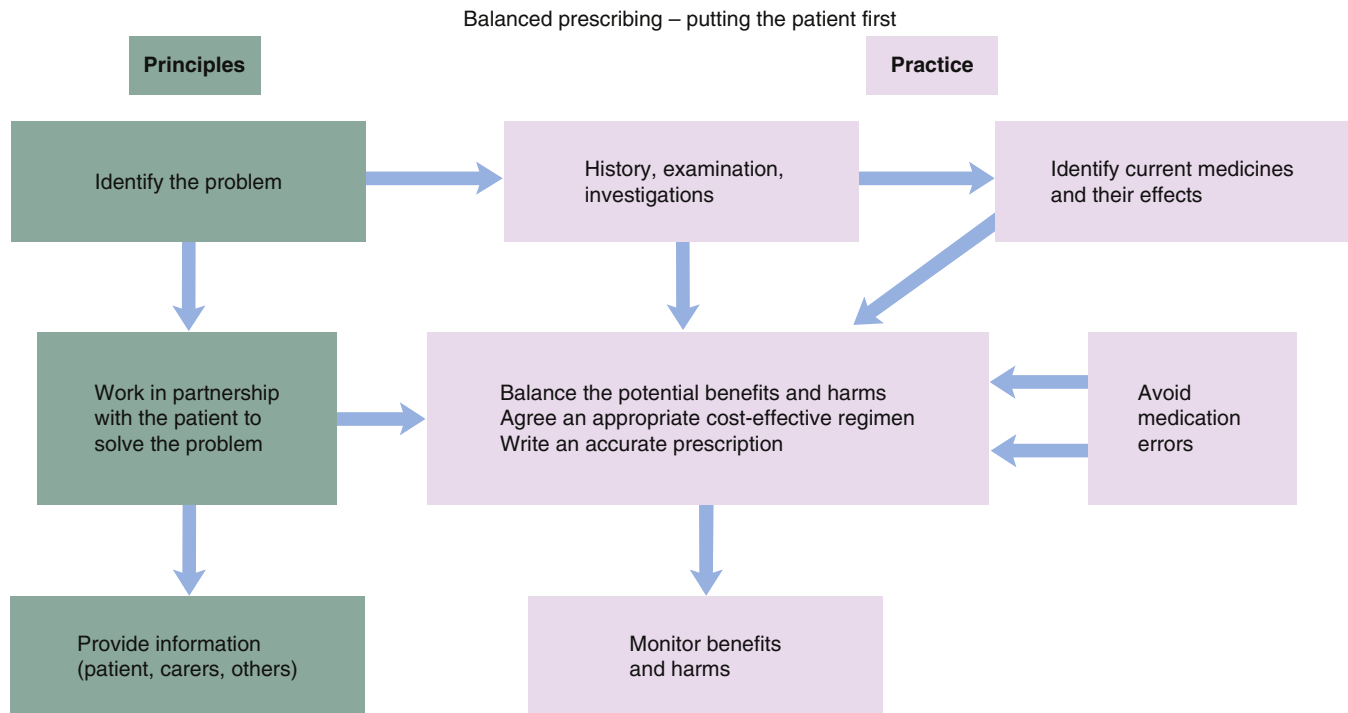 Balanced prescribing – putting the patient first
Principles
Practice
Identify the problem
History, examination,
investigations
Identify current medicines
and their effects
Work in partnership
with the patient to
solve the problem
Balance the potential benefits and harms
Agree an appropriate cost-effective regimen
Write an accurate prescription
Avoid
medication
errors
Provide information
(patient, carers, others)
Monitor benefits
and harms